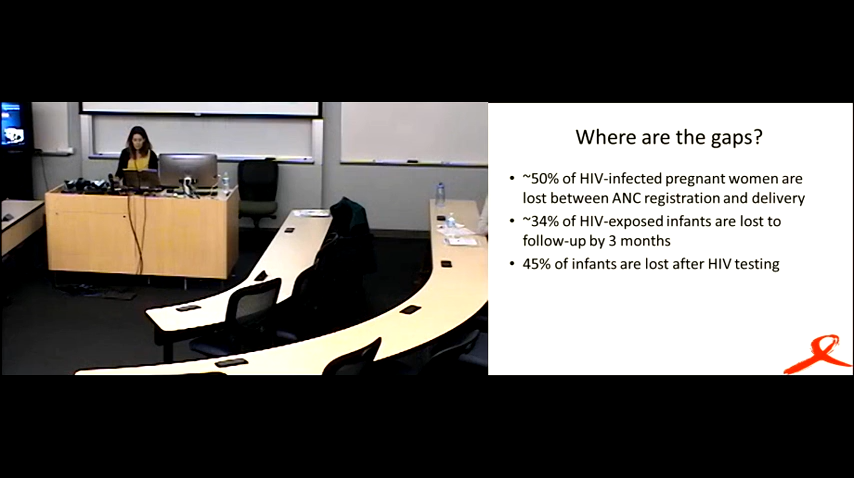 Where are the gaps?
• ~50% of HIV-infected pregnant women are
lost between ANC registration and delivery
• ~34% of HIV-exposed infants are lost to
follow-up by 3 months
• 45% of infants are lost after HIV testing